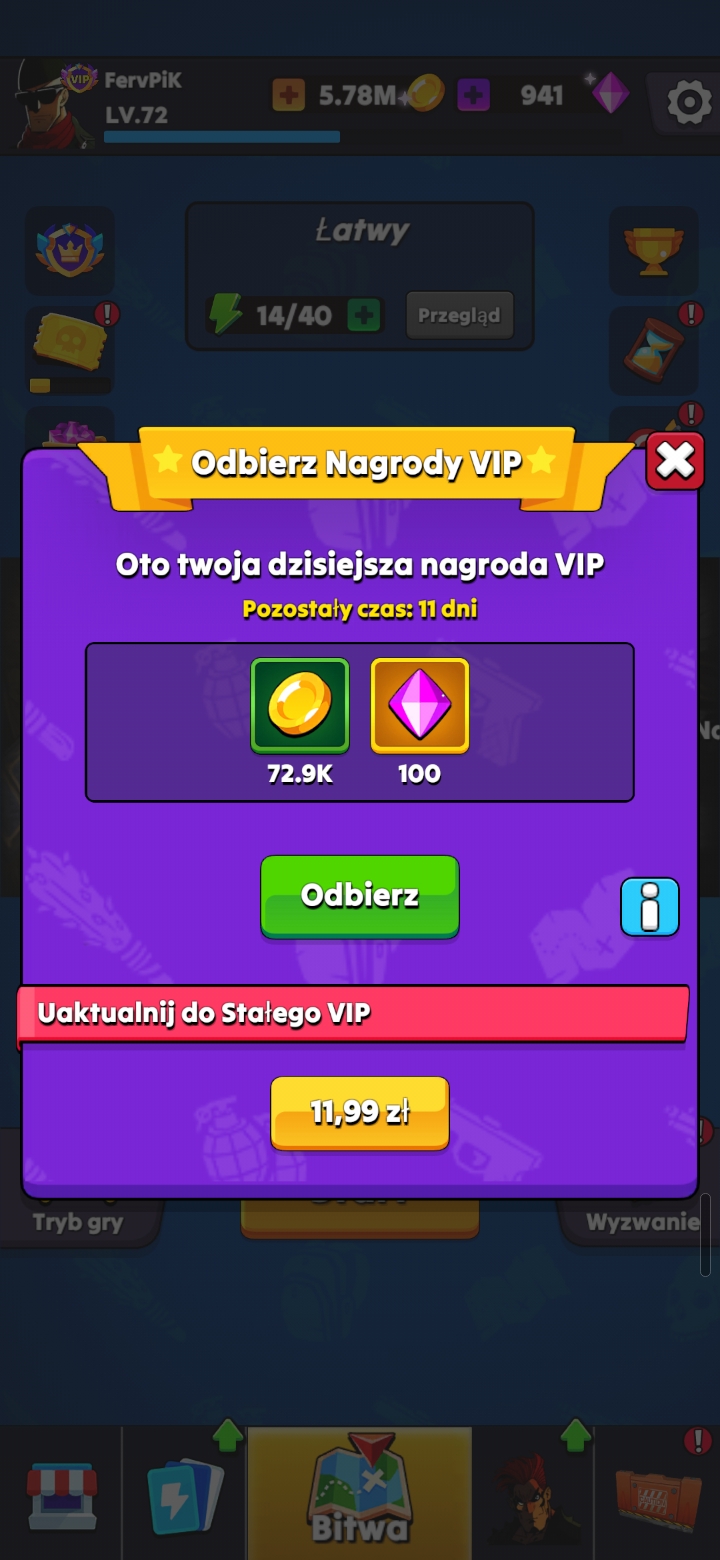 VIP
FervPiK
LV.72
5.78M
941
Łatwy
14/40
Przegląd
Odbierz Nagrody VIP
Oto twoja dzisiejsza nagroda VIP
Pozostały czas: 11 dni
72.9K
100
Odbierz
Uaktualnij do Stałego VIP
11,99 zł
Tryb gry
Wyzwanie
Bitwa